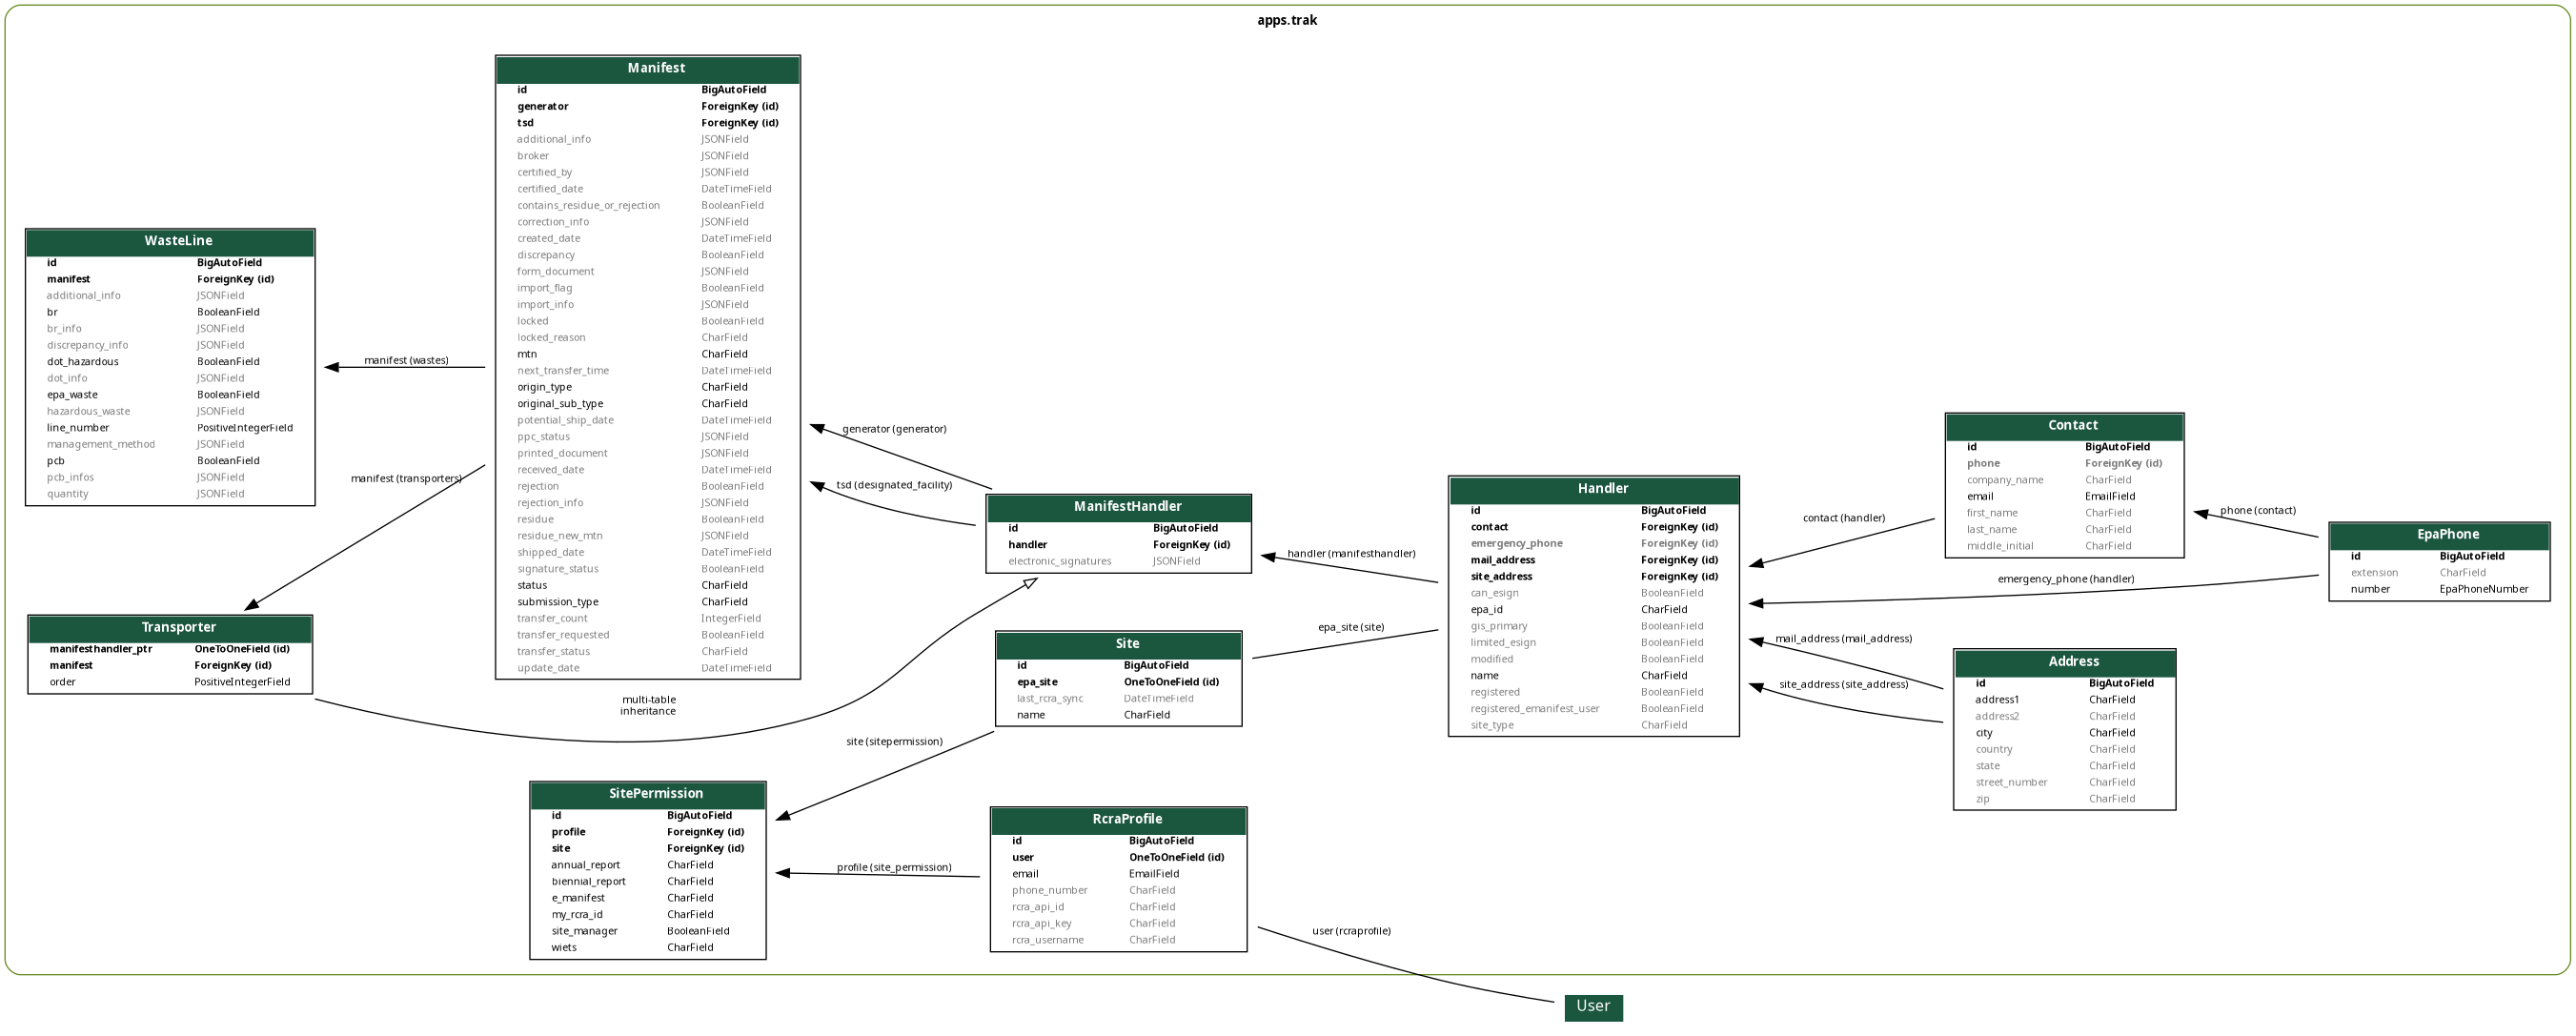 apps.trak
WasteLine
id BigAutoField
manifest ForeignKey (id)
additional_info JSONField
br BooleanField
br_info JSONField
discrepancy_info JSONField
dot_hazardous BooleanField
dot_info JSONField
epa_waste BooleanField
hazardous_waste JSONField
line_number PositiveIntegerField
management_method JSONField
pcb BooleanField
pcb_infos JSONField
quantity JSONField
Transporter
manifesthandler_ptr OneToOneField (id)
manifest ForeignKey (id)
order PositiveIntegerField
manifest (wastes)
manifest (transporters)
Manifest
id BigAutoField
generator ForeignKey (id)
tsd ForeignKey (id)
additional_info JSONField
broker JSONField
certified_by JSONField
certified_date DateTimeField
contains_residue_or_rejection BooleanField
correction_info JSONField
created_date DateTimeField
discrepancy BooleanField
form_document JSONField
import_flag BooleanField
import_info JSONField
locked BooleanField
locked_reason CharField
mtn CharField
next_transfer_time DateTimeField
origin_type CharField
original_sub_type CharField
potential_ship_date DateTimeField
ppc_status JSONField
printed_document JSONField
received_date DateTimeField
rejection BooleanField
rejection_info JSONField
residue BooleanField
residue_new_mtn JSONField
shipped_date DateTimeField
signature_status BooleanField
status CharField
submission_type CharField
transfer_count IntegerField
transfer_requested BooleanField
transfer_status CharField
update_date DateTimeField
multi-table
inheritance
SitePermission
id BigAutoField
profile ForeignKey (id)
site ForeignKey (id)
annual_report CharField
biennial_report CharField
e_manifest CharField
my_rcra_id CharField
site_manager BooleanField
wiets CharField
generator (generator)
tsd (designated_facility)
site (sitepermission)
profile (site_permission)
ManifestHandler
id BigAutoField
handler ForeignKey (id)
electronic_signatures JSONField
Site
id BigAutoField
epa_site OneToOneField (id)
last_rcra_sync DateTimeField
name CharField
RcraProfile
id BigAutoField
user OneToOneField (id)
email EmailField
phone_number CharField
rcra_api_id CharField
rcra_api_key CharField
rcra_username CharField
handler (manifesthandler)
epa_site (site)
user (rcraprofile)
Handler
id BigAutoField
contact ForeignKey (id)
emergency_phone ForeignKey (id)
mail_address ForeignKey (id)
site_address ForeignKey (id)
can_esign BooleanField
epa_id CharField
gis_primary BooleanField
limited_esign BooleanField
modified BooleanField
name CharField
registered BooleanField
registered_emanifest_user BooleanField
site_type CharField
User
contact (handler)
emergency_phone (handler)
mail_address (mail_address)
site_address (site_address)
Contact
id BigAutoField
phone ForeignKey (id)
company_name CharField
email EmailField
first_name CharField
last_name CharField
middle_initial CharField
Address
id BigAutoField
address1 CharField
address2 CharField
city CharField
country CharField
state CharField
street_number CharField
zip CharField
phone (contact)
EpaPhone
id BigAutoField
extension CharField
number EpaPhoneNumber